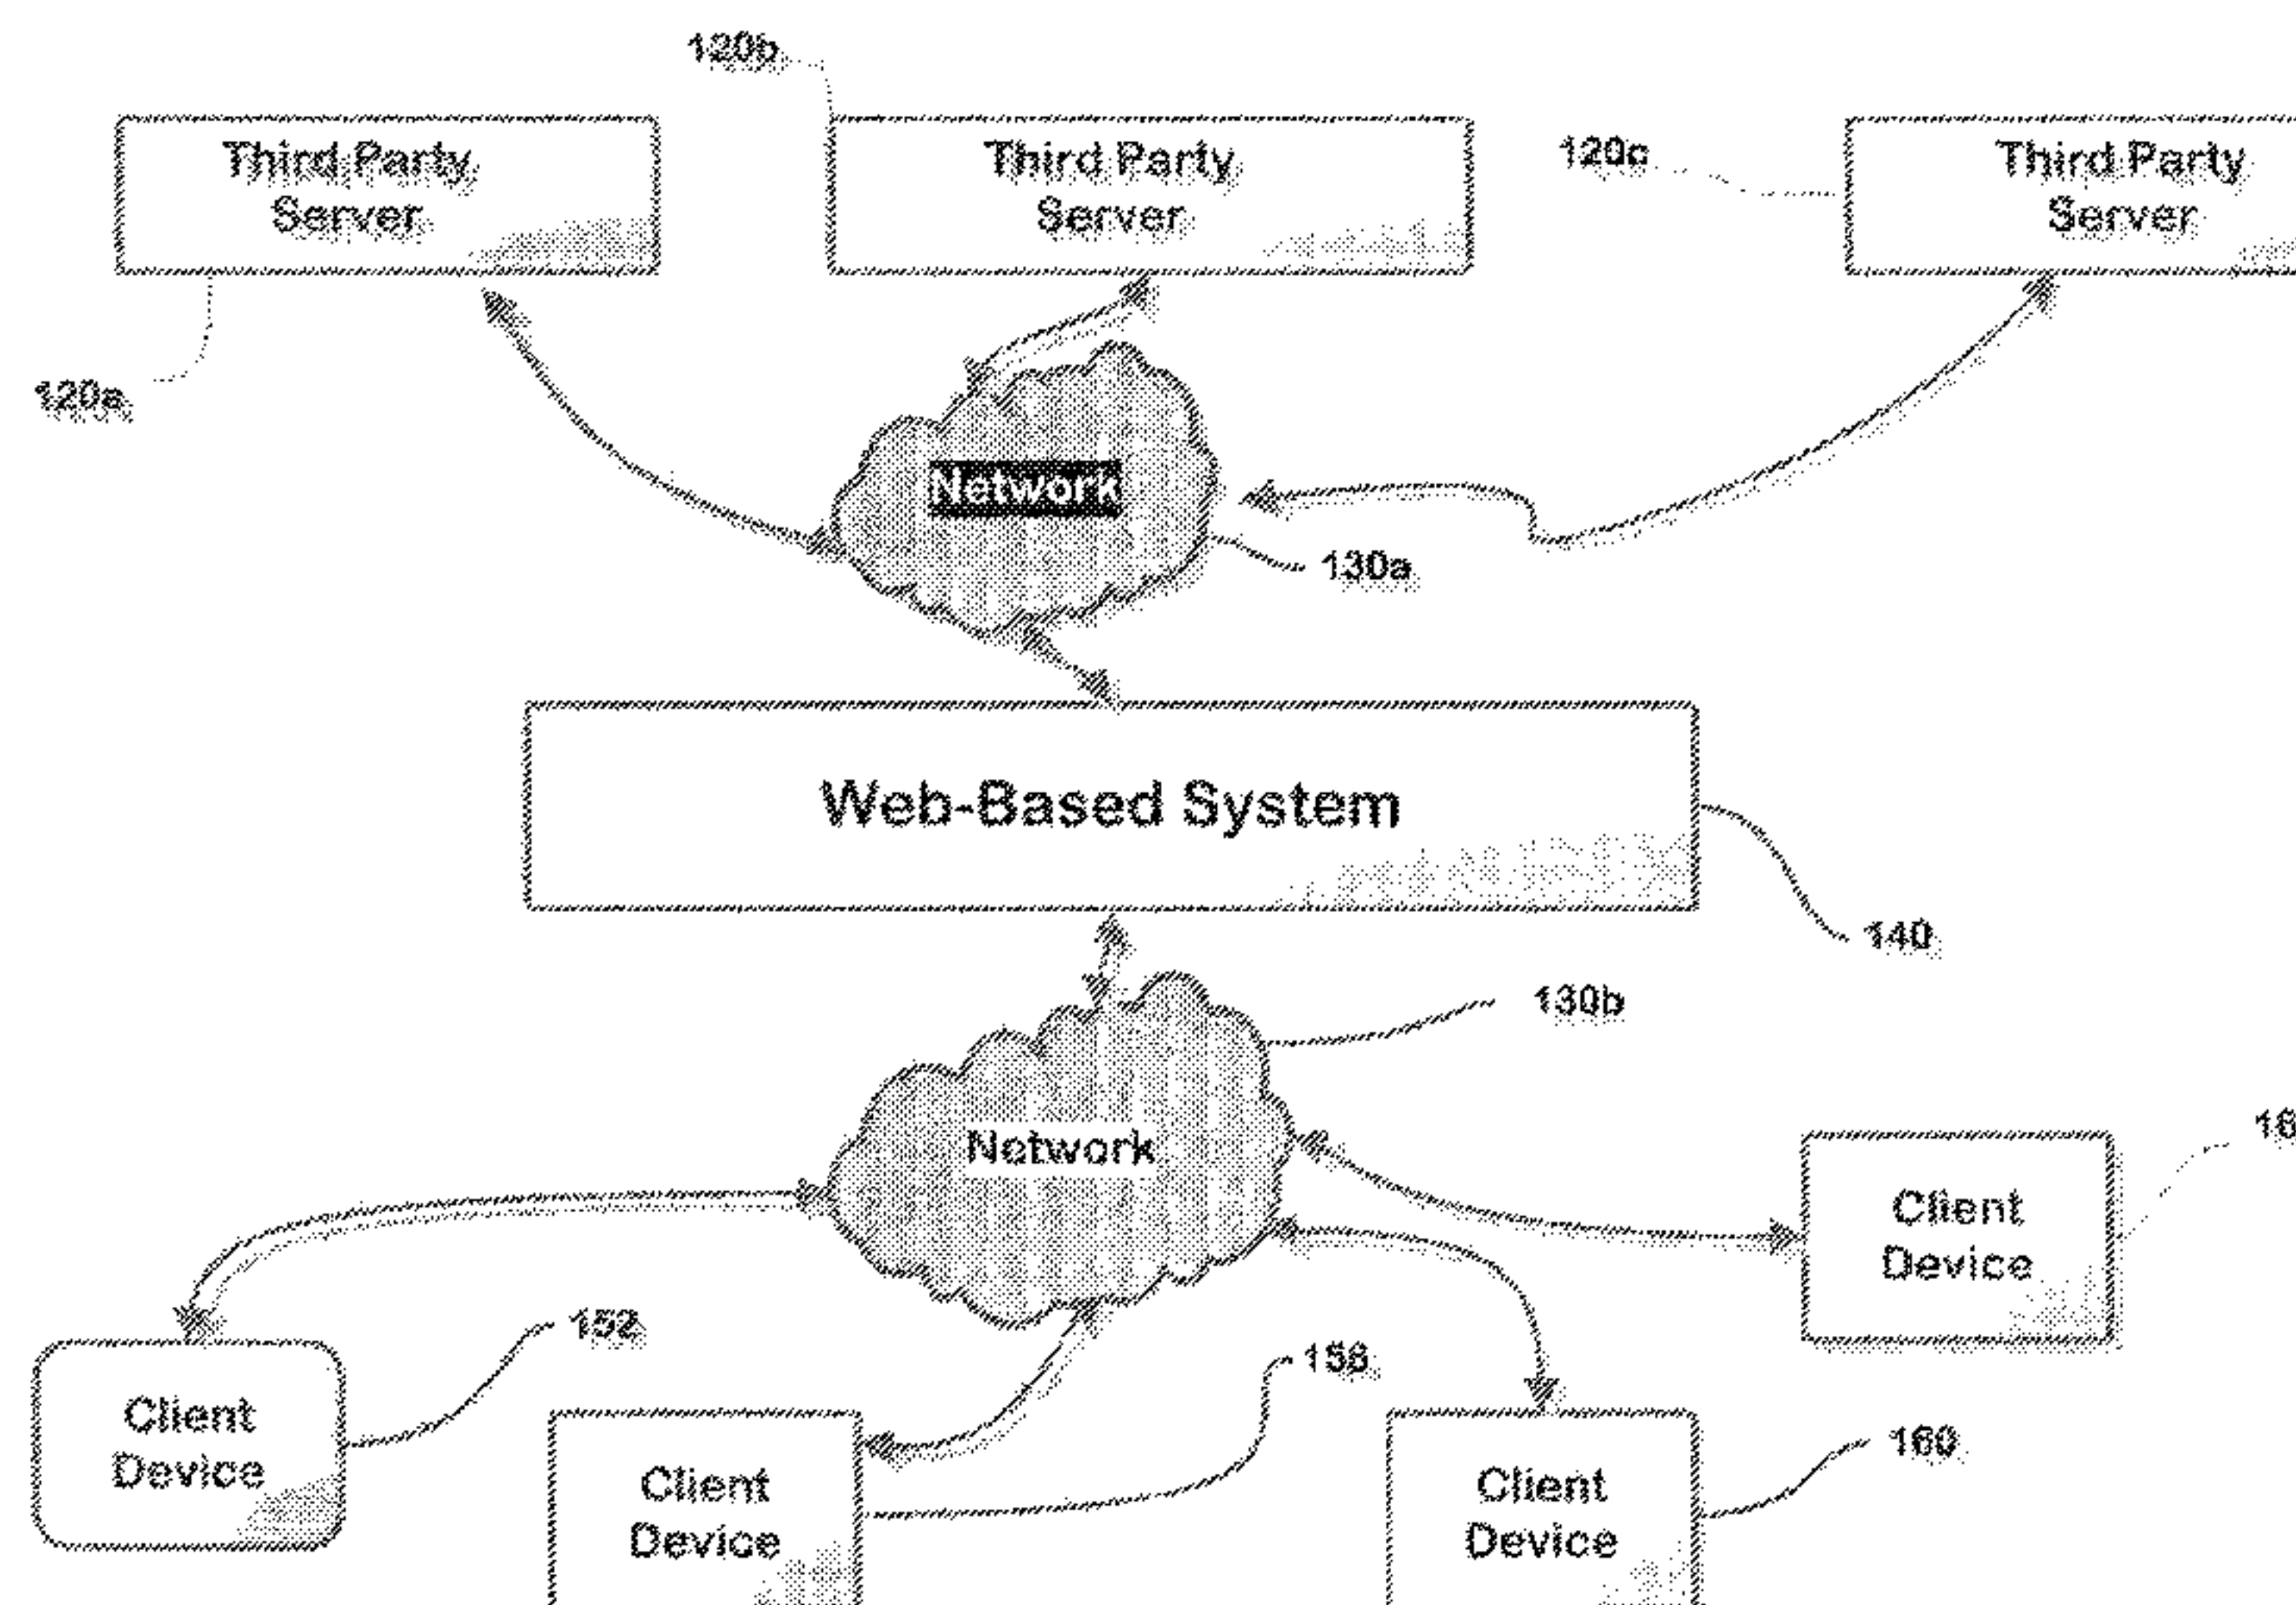 120b
Third Party
Server
Third Party
Server
120c
Third Party
Server
120a
Network
130a
Web-Based System
140
130b
Network
Client
Device
152
Client
Device
Client
Device
Client
Device
160